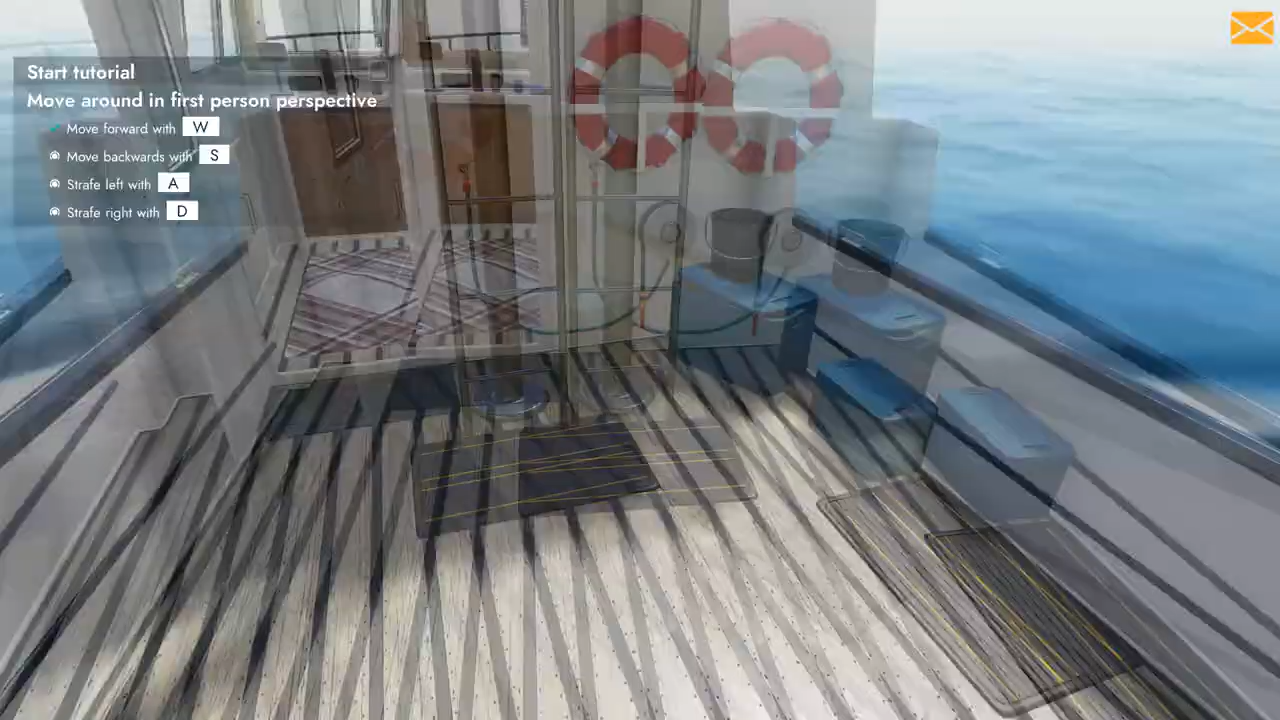 Start tutorial
Move around in first person perspective
Move forward with W
Move backwards with S
Strafe left with A
Strafe right with D